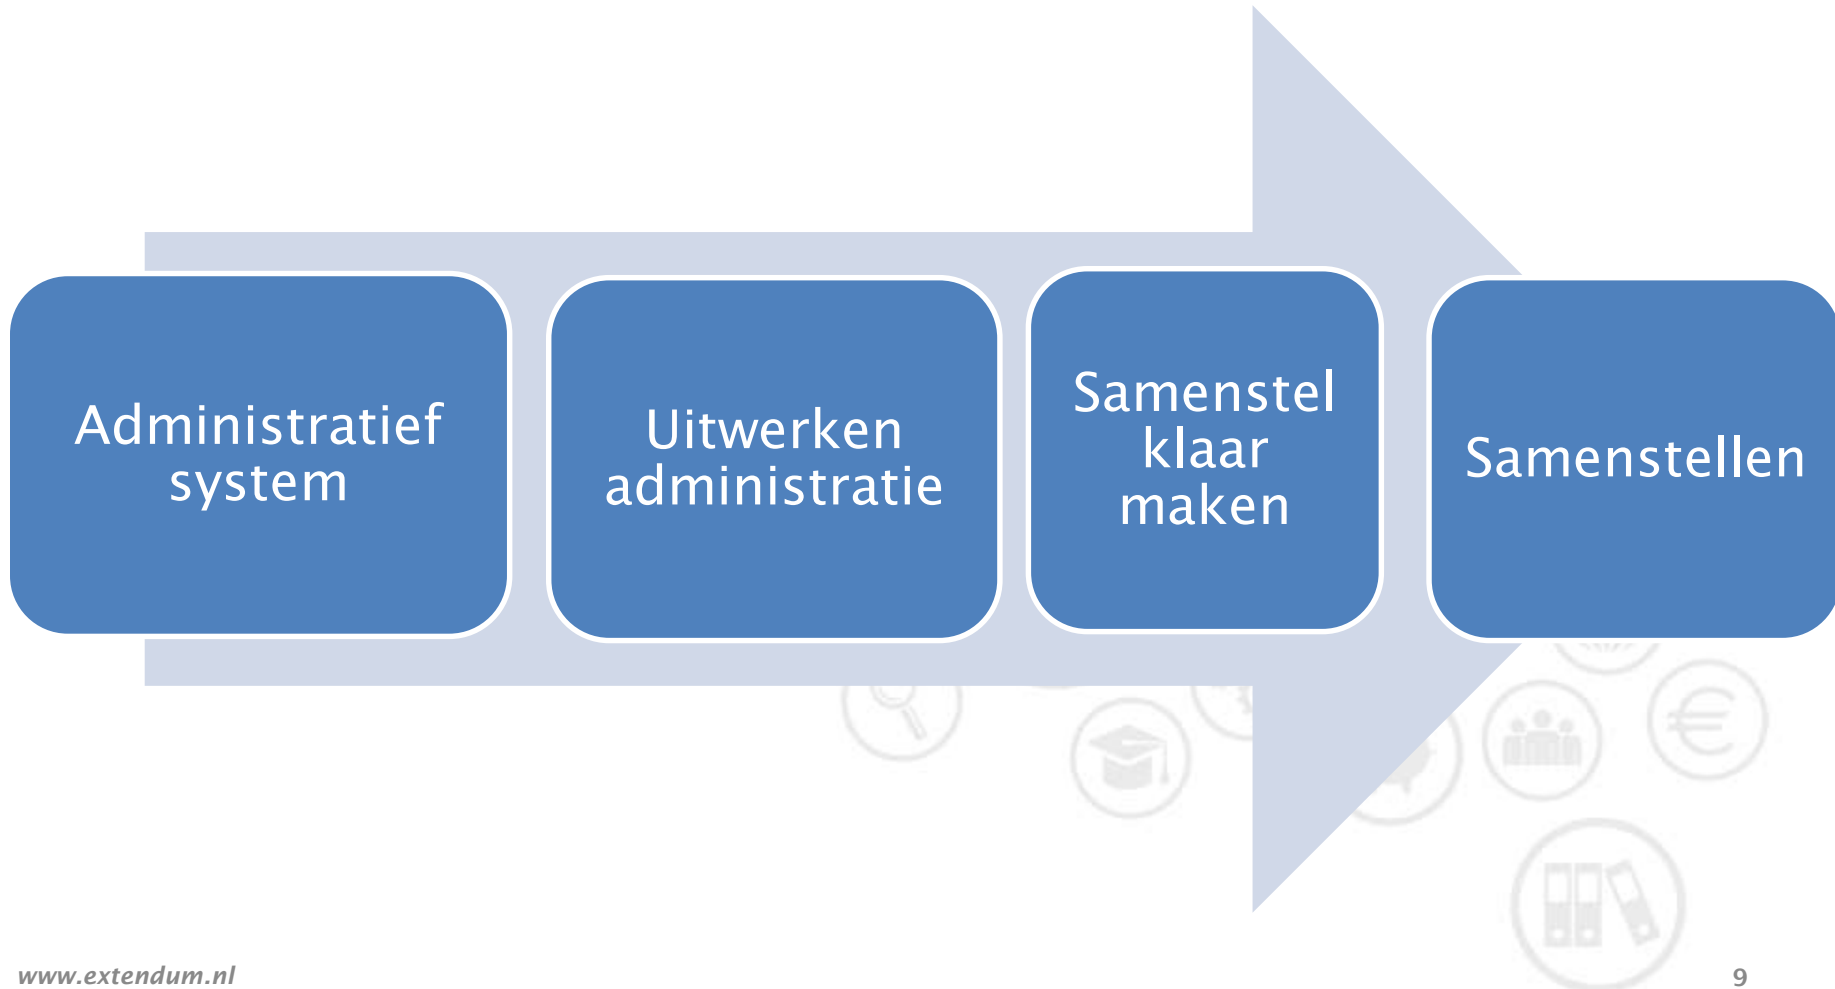 Administratief
system
Uitwerken
administratie
Samenstel
klaar
maken
Samenstellen
www.extendum.nl
9